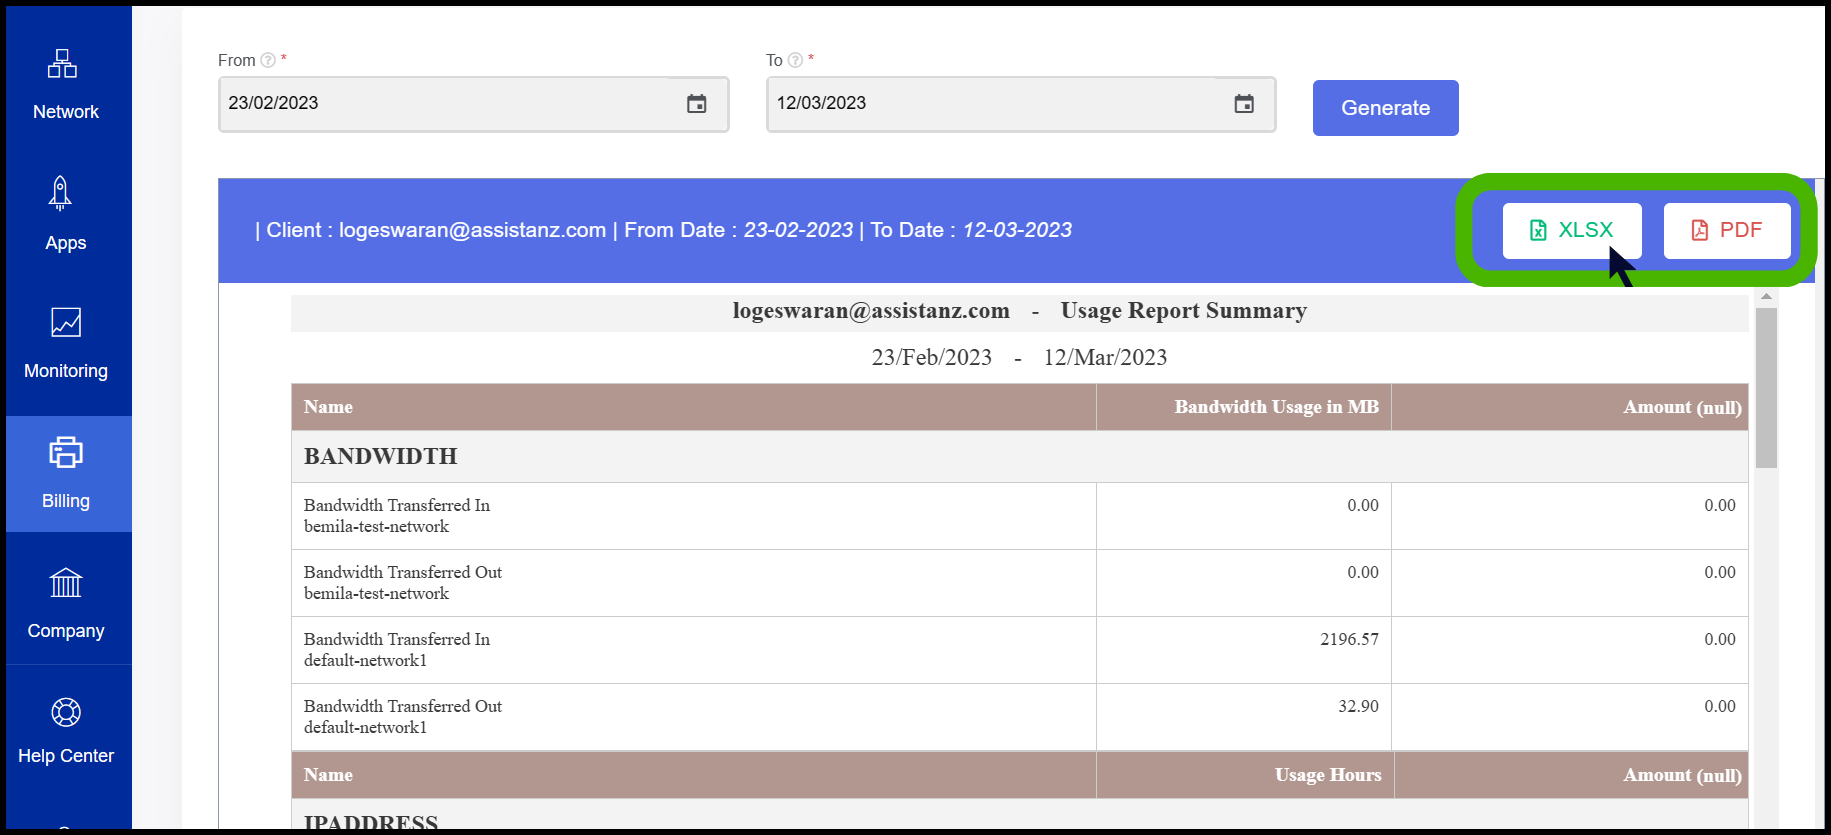 Network
Apps
Monitoring
Billing
Company
Help Center
From ? *
To ? *
23/02/2023
12/03/2023
Generate
| Client : logeswaran@assistanz.com | From Date : 23-02-2023 | To Date : 12-03-2023
XLSX
PDF
logeswaran@assistanz.com - Usage Report Summary
23/Feb/2023 - 12/Mar/2023
Name Bandwidth Usage in MB Amount (null)
BANDWIDTH
Bandwidth Transferred In 0.00 0.00
bemila-test-network
Bandwidth Transferred Out 0.00 0.00
bemila-test-network
Bandwidth Transferred In 2196.57 0.00
default-network1
Bandwidth Transferred Out 32.90 0.00
default-network1
Name Usage Hours Amount (null)
IPADDRESS